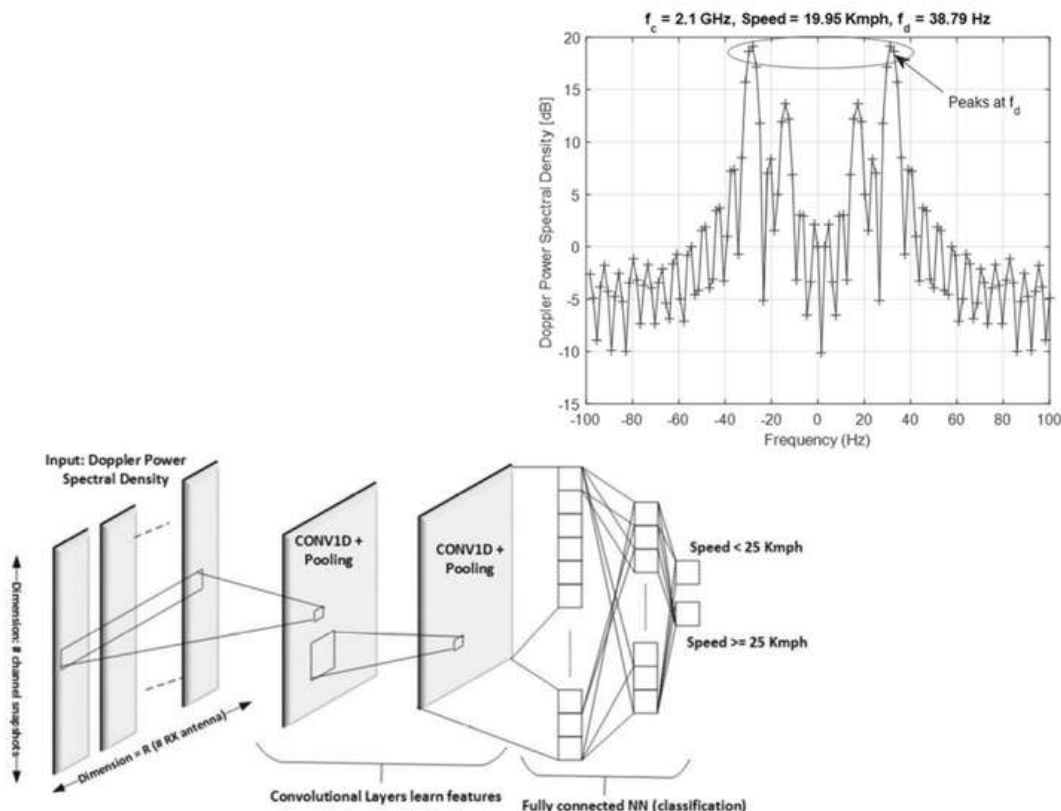 f_c = 2.1 GHz, Speed = 19.95 Kmph, f_d = 38.79 Hz
Doppler Power Spectral Density [dB]
20
15
10
5
0
-5
-10
-15
Peaks at f_d
-100 -80 -60 -40 -20 0 20 40 60 80 100
Frequency (Hz)
Input: Doppler Power
Spectral Density
Dimension: # channel snapshots
Dimension = R (# RX antenna)
CONV1D +
Pooling
CONV1D +
Pooling
Speed < 25 Kmph
Speed >= 25 Kmph
Convolutional Layers learn features
Fully connected NN (classification)